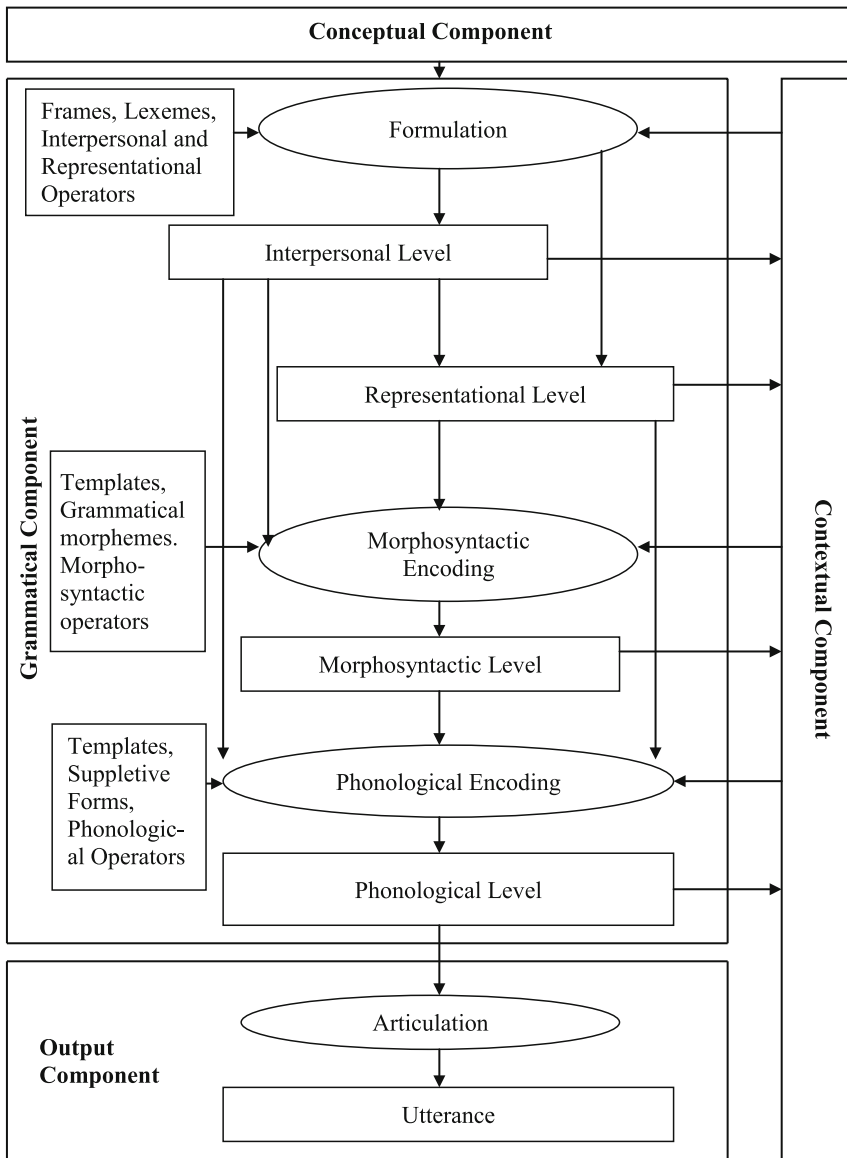 Conceptual Component
Frames, Lexemes,
Interpersonal and
Representational
Operators
Formulation
Interpersonal Level
Representational Level
Grammatical Component
Templates,
Grammatical
morphemes.
Morpho-
syntactic
operators
Morphosyntactic
Encoding
Contextual Component
Morphosyntactic Level
Templates,
Suppletive
Forms,
Phonologic-
al Operators
Phonological Encoding
Phonological Level
Articulation
Output
Component
Utterance